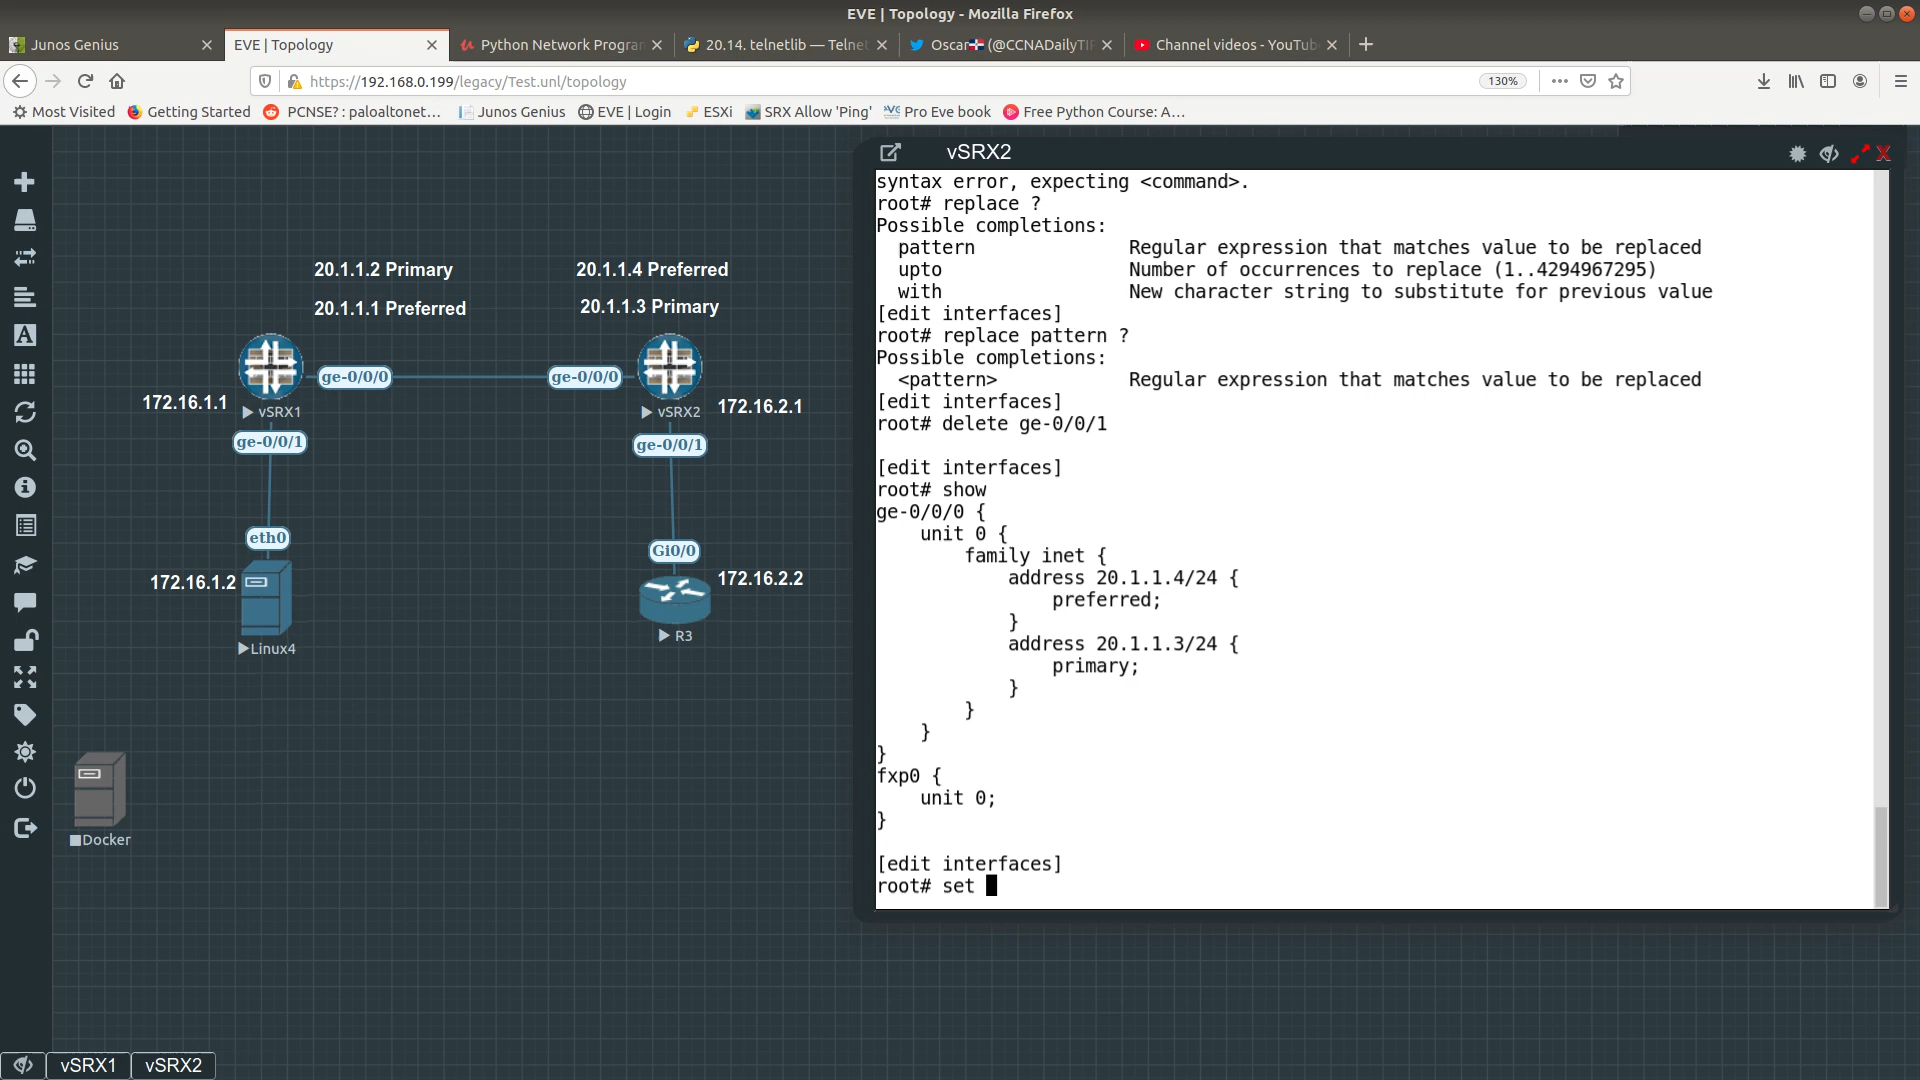 EVE | Topology - Mozilla Firefox
Junos Genius
EVE | Topology
Python Network Progra
20.14. telnetlib — Telne
Oscar (@CCNADailyTIP
Channel videos - YouTub
https://192.168.0.199/legacy/Test.unl/topology
130%
Most Visited
Getting Started
PCNSE? : paloaltonet…
Junos Genius
EVE | Login
ESXi
SRX Allow 'Ping'
Pro Eve book
Free Python Course: A…
20.1.1.2 Primary
20.1.1.4 Preferred
20.1.1.1 Preferred
20.1.1.3 Primary
ge-0/0/0
ge-0/0/0
172.16.1.1
vSRX1
vSRX2
172.16.2.1
ge-0/0/1
ge-0/0/1
eth0
Gi0/0
172.16.1.2
172.16.2.2
Linux4
R3
Docker
vSRX2
X
syntax error, expecting <command>.
root# replace ?
Possible completions:
  pattern              Regular expression that matches value to be replaced
  upto                 Number of occurrences to replace (1..4294967295)
  with                 New character string to substitute for previous value
[edit interfaces]
root# replace pattern ?
Possible completions:
  <pattern>            Regular expression that matches value to be replaced
[edit interfaces]
root# delete ge-0/0/1
[edit interfaces]
root# show
ge-0/0/0 {
    unit 0 {
        family inet {
            address 20.1.1.4/24 {
                preferred;
            }
            address 20.1.1.3/24 {
                primary;
            }
        }
    }
}
fxp0 {
    unit 0;
}
[edit interfaces]
root# set
vSRX1
vSRX2